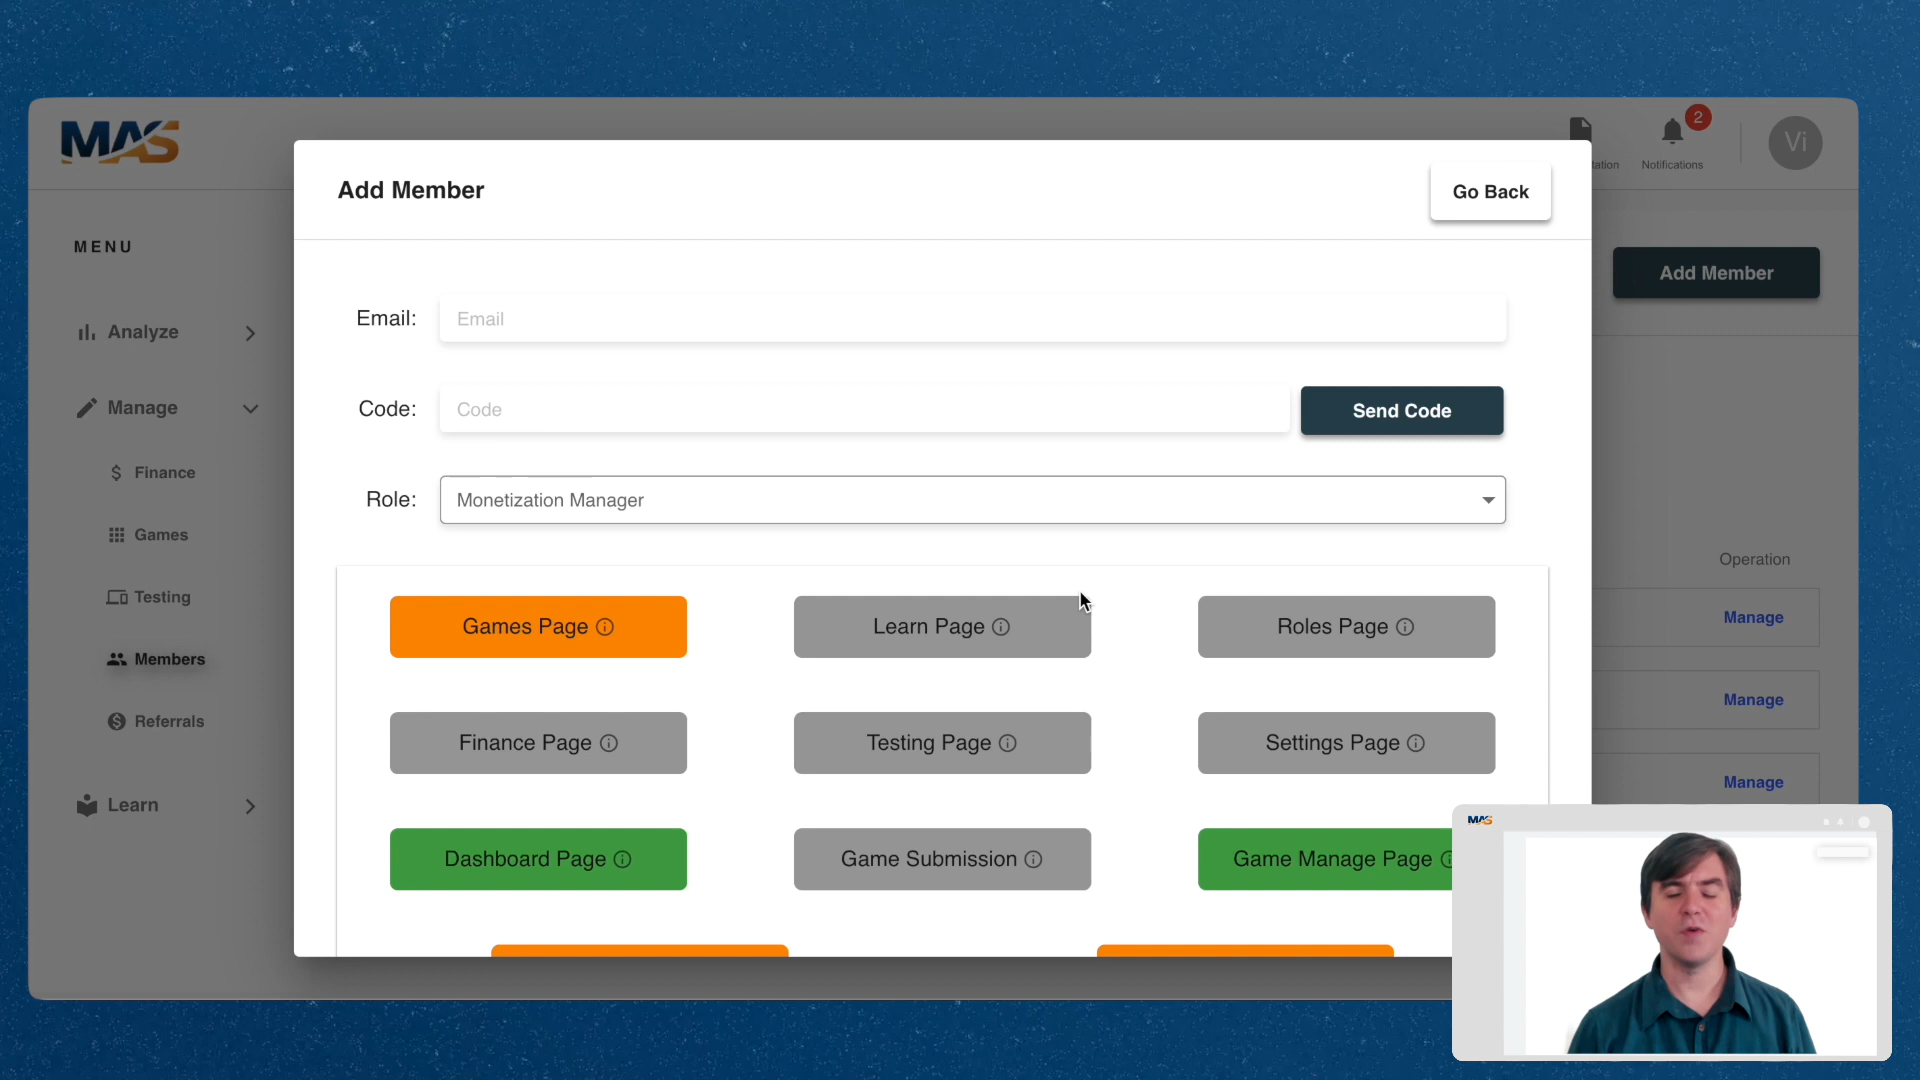 MAS
2
Vi
tation
Notifications
Add Member
Go Back
MENU
Add Member
Email:
Email
Analyze
Code:
Code
Send Code
Manage
Finance
Role:
Monetization Manager
Games
Operation
Testing
Games Page
Learn Page
Roles Page
Manage
Members
Manage
Referrals
Finance Page
Testing Page
Settings Page
Manage
Learn
MAS
Dashboard Page
Game Submission
Game Manage Page